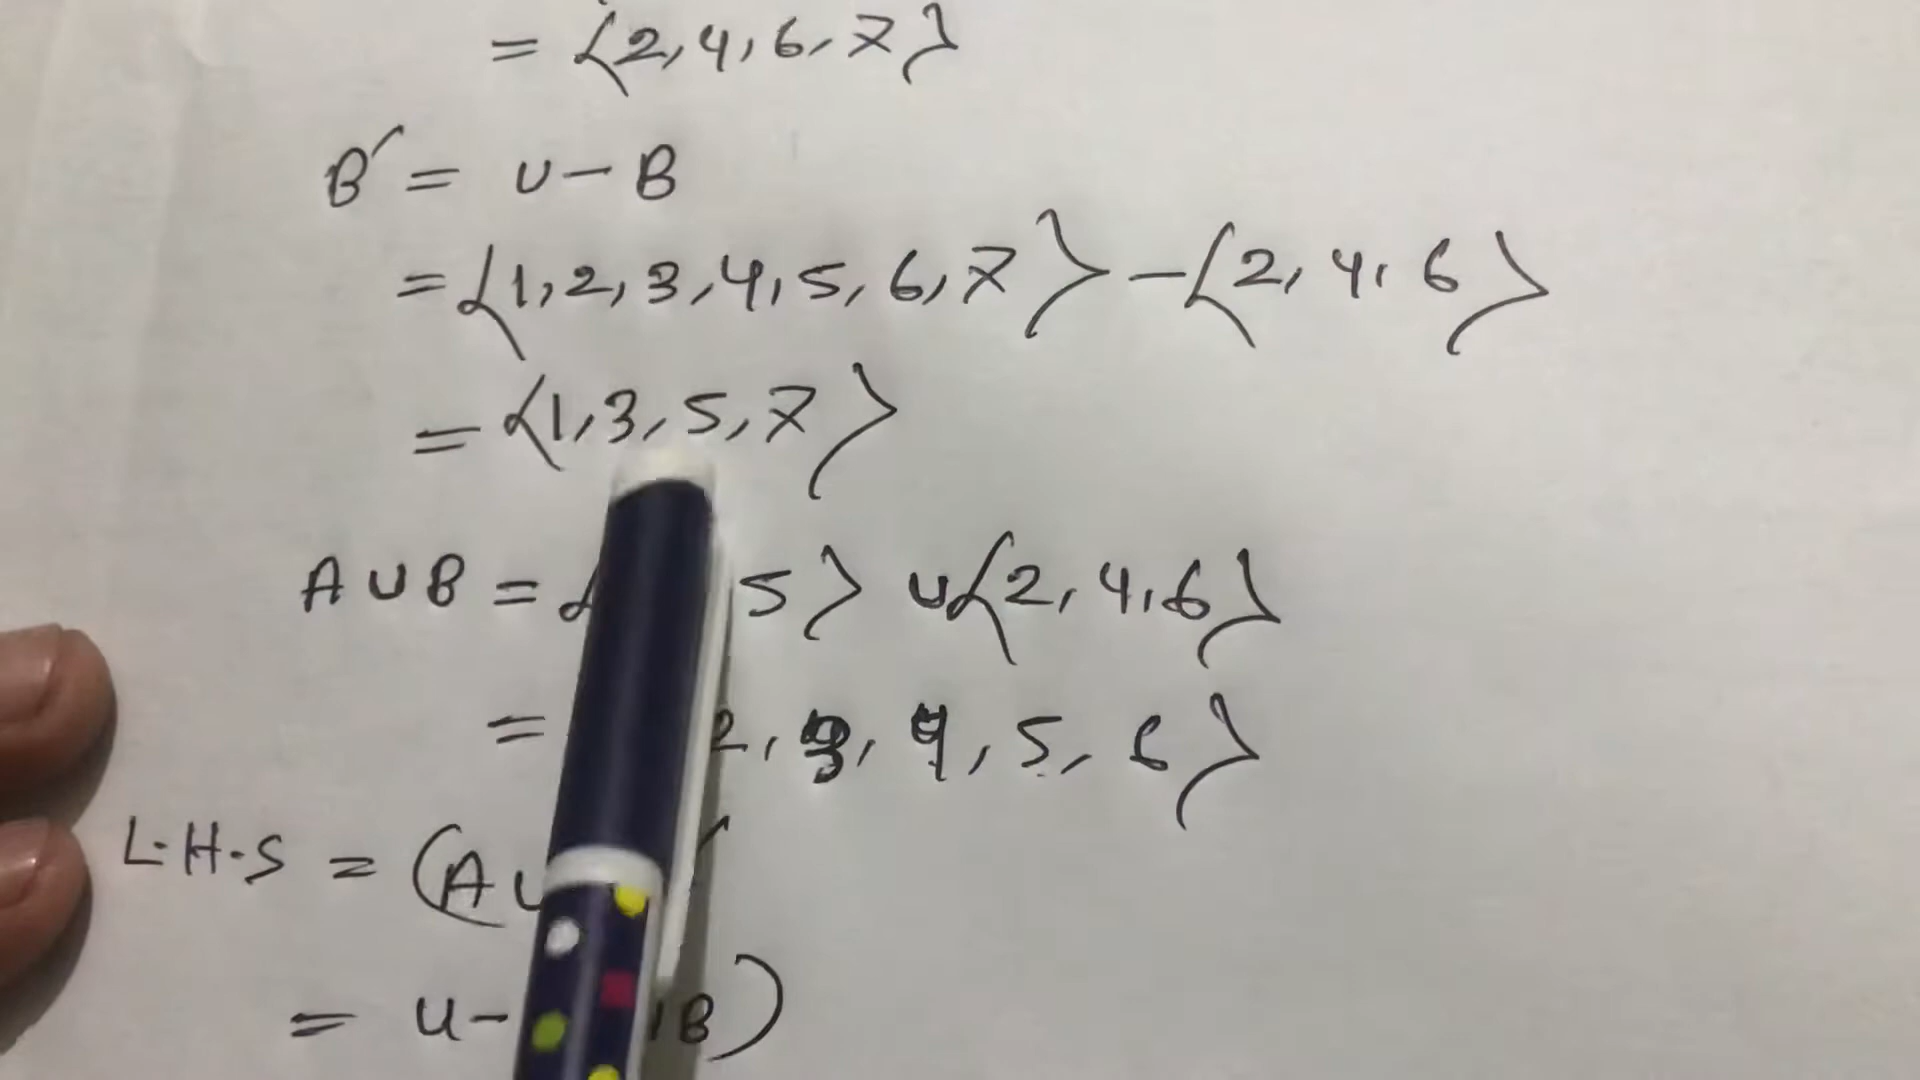 = {2, 4, 6, 7}
B′ = U − B
= {1, 2, 3, 4, 5, 6, 7} − {2, 4, 6}
= {1, 3, 5, 7}
A ∪ B = { 5} ∪ {2, 4, 6}
= 2, 3, 4, 5, 6}
L.H.S = (A ∪ ′
= U − B)